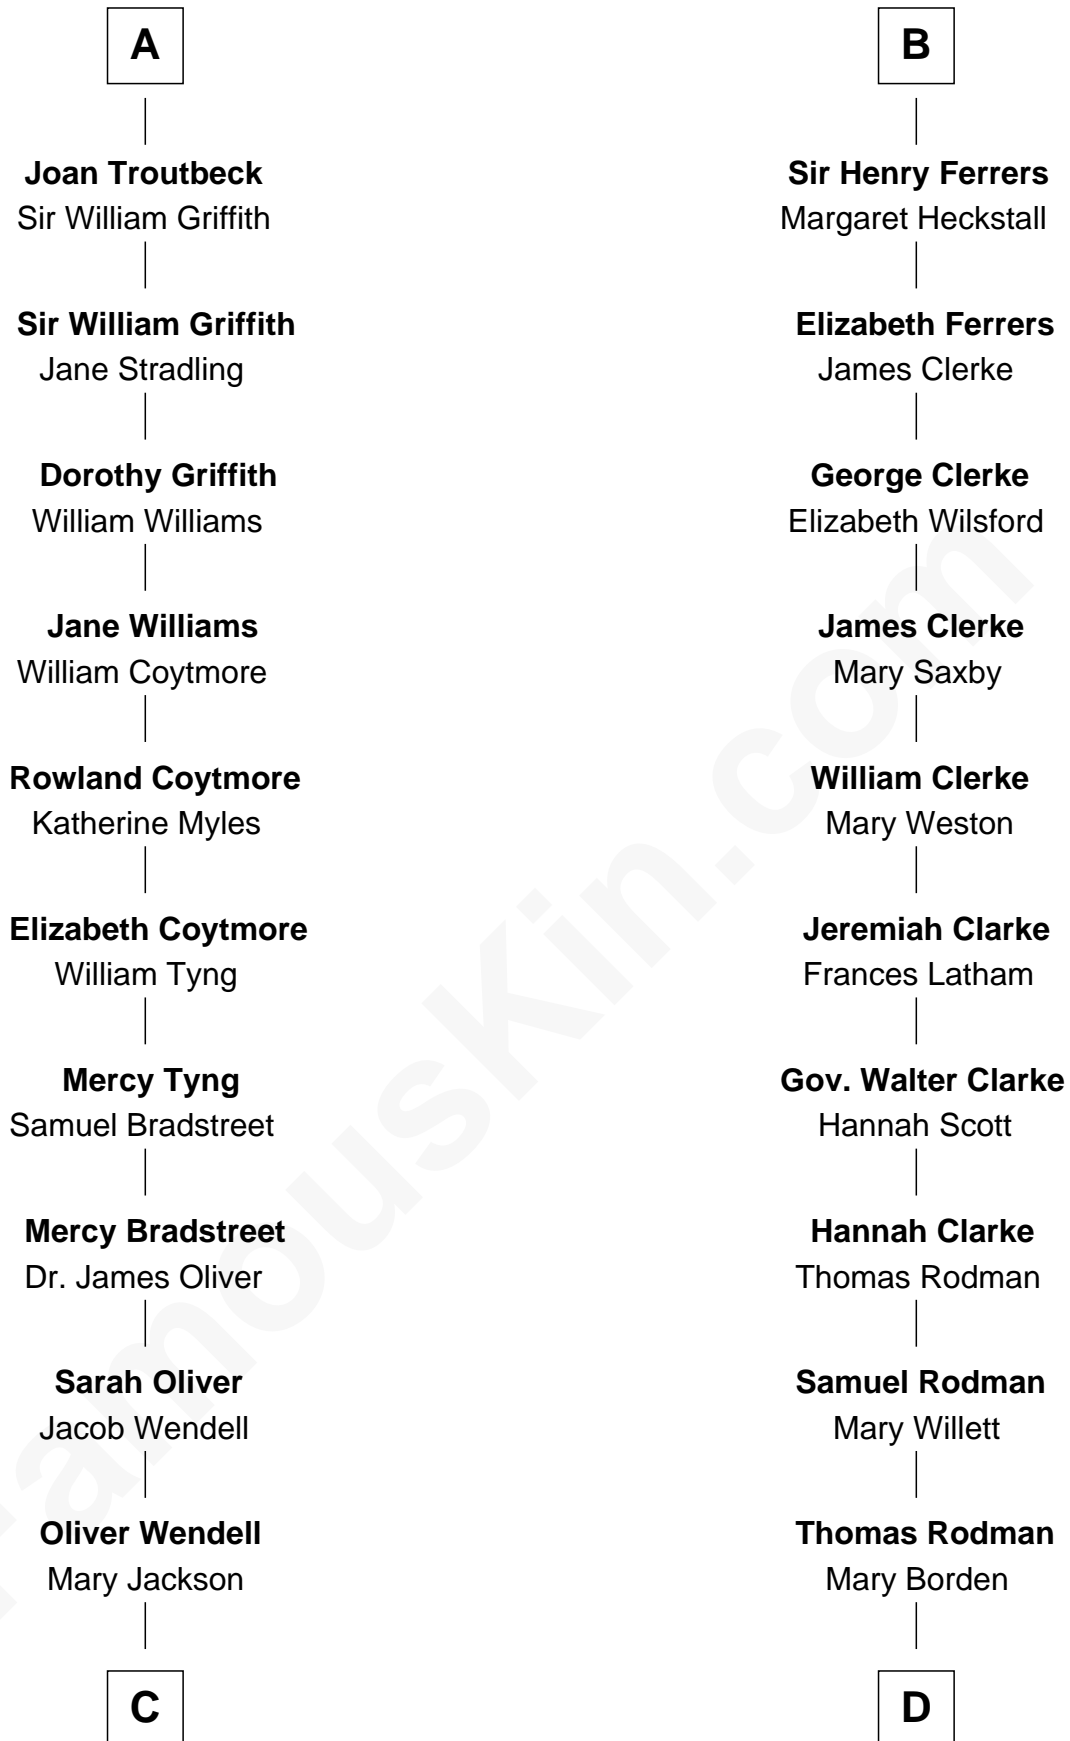 A
Joan Troutbeck
Sir William Griffith
Sir William Griffith
Jane Stradling
Dorothy Griffith
William Williams
Jane Williams
William Coytmore
Rowland Coytmore
Katherine Myles
Elizabeth Coytmore
William Tyng
Mercy Tyng
Samuel Bradstreet
Mercy Bradstreet
Dr. James Oliver
Sarah Oliver
Jacob Wendell
Oliver Wendell
Mary Jackson
C
B
Sir Henry Ferrers
Margaret Heckstall
Elizabeth Ferrers
James Clerke
George Clerke
Elizabeth Wilsford
James Clerke
Mary Saxby
William Clerke
Mary Weston
Jeremiah Clarke
Frances Latham
Gov. Walter Clarke
Hannah Scott
Hannah Clarke
Thomas Rodman
Samuel Rodman
Mary Willett
Thomas Rodman
Mary Borden
D
FamousKin.com